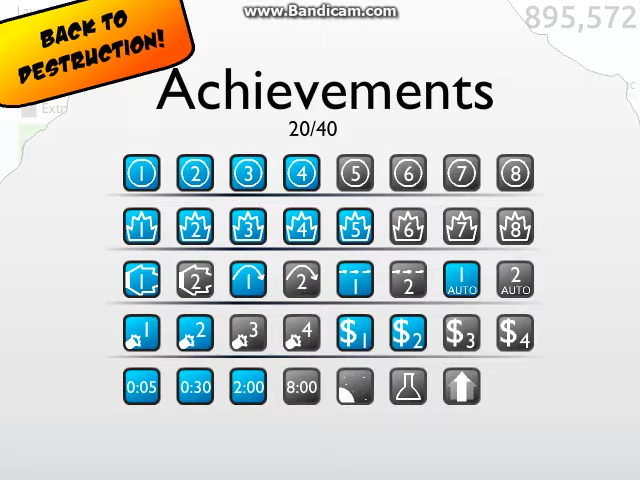 www.Bandicam.com
895,572
BACK TO
DESTRUCTION!
Extr
Achievements
20/40
1 2 3 4 5 6 7 8
1 2 3 4 5 6 7 8
1 2 1 2 1 2 1 AUTO 2 AUTO
1 2 3 4 $1 $2 $3 $4
0:05 0:30 2:00 8:00